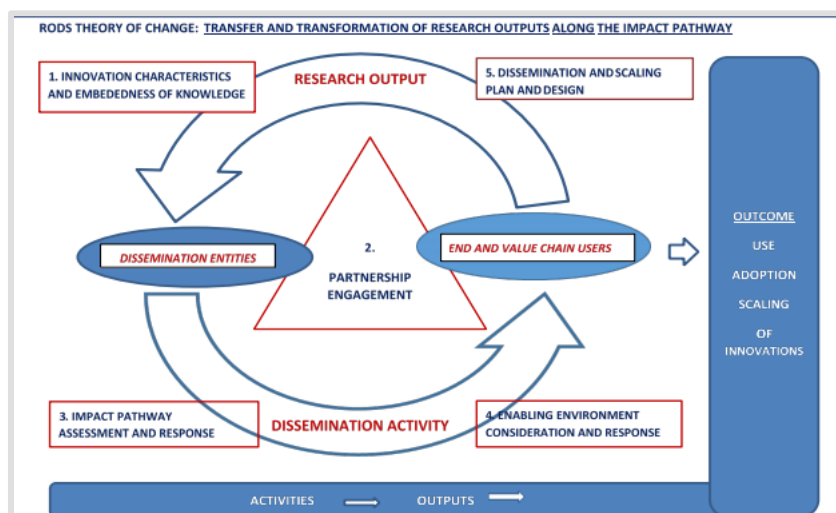 RODS THEORY OF CHANGE: TRANSFER AND TRANSFORMATION OF RESEARCH OUTPUTS ALONG THE IMPACT PATHWAY
1. INNOVATION CHARACTERISTICS
AND EMBEDEDNESS OF KNOWLEDGE
RESEARCH OUTPUT
5. DISSEMINATION AND SCALING
PLAN AND DESIGN
DISSEMINATION ENTITIES
2.
PARTNERSHIP
ENGAGEMENT
END AND VALUE CHAIN USERS
OUTCOME
USE
ADOPTION
SCALING
OF
INNOVATIONS
3. IMPACT PATHWAY
ASSESSMENT AND RESPONSE
DISSEMINATION ACTIVITY
4. ENABLING ENVIRONMENT
CONSIDERATION AND RESPONSE
ACTIVITIES
OUTPUTS